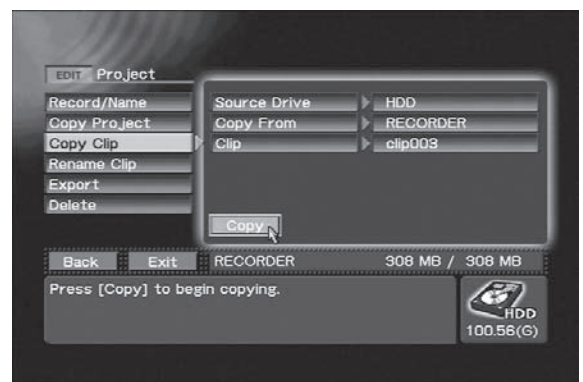 EDIT Project
Record/Name
Copy Project
Copy Clip
Rename Clip
Export
Delete
Source Drive HDD
Copy From RECORDER
Clip clip003
Copy
Back Exit RECORDER 308 MB / 308 MB
Press [Copy] to begin copying.
HDD
100.56(G)